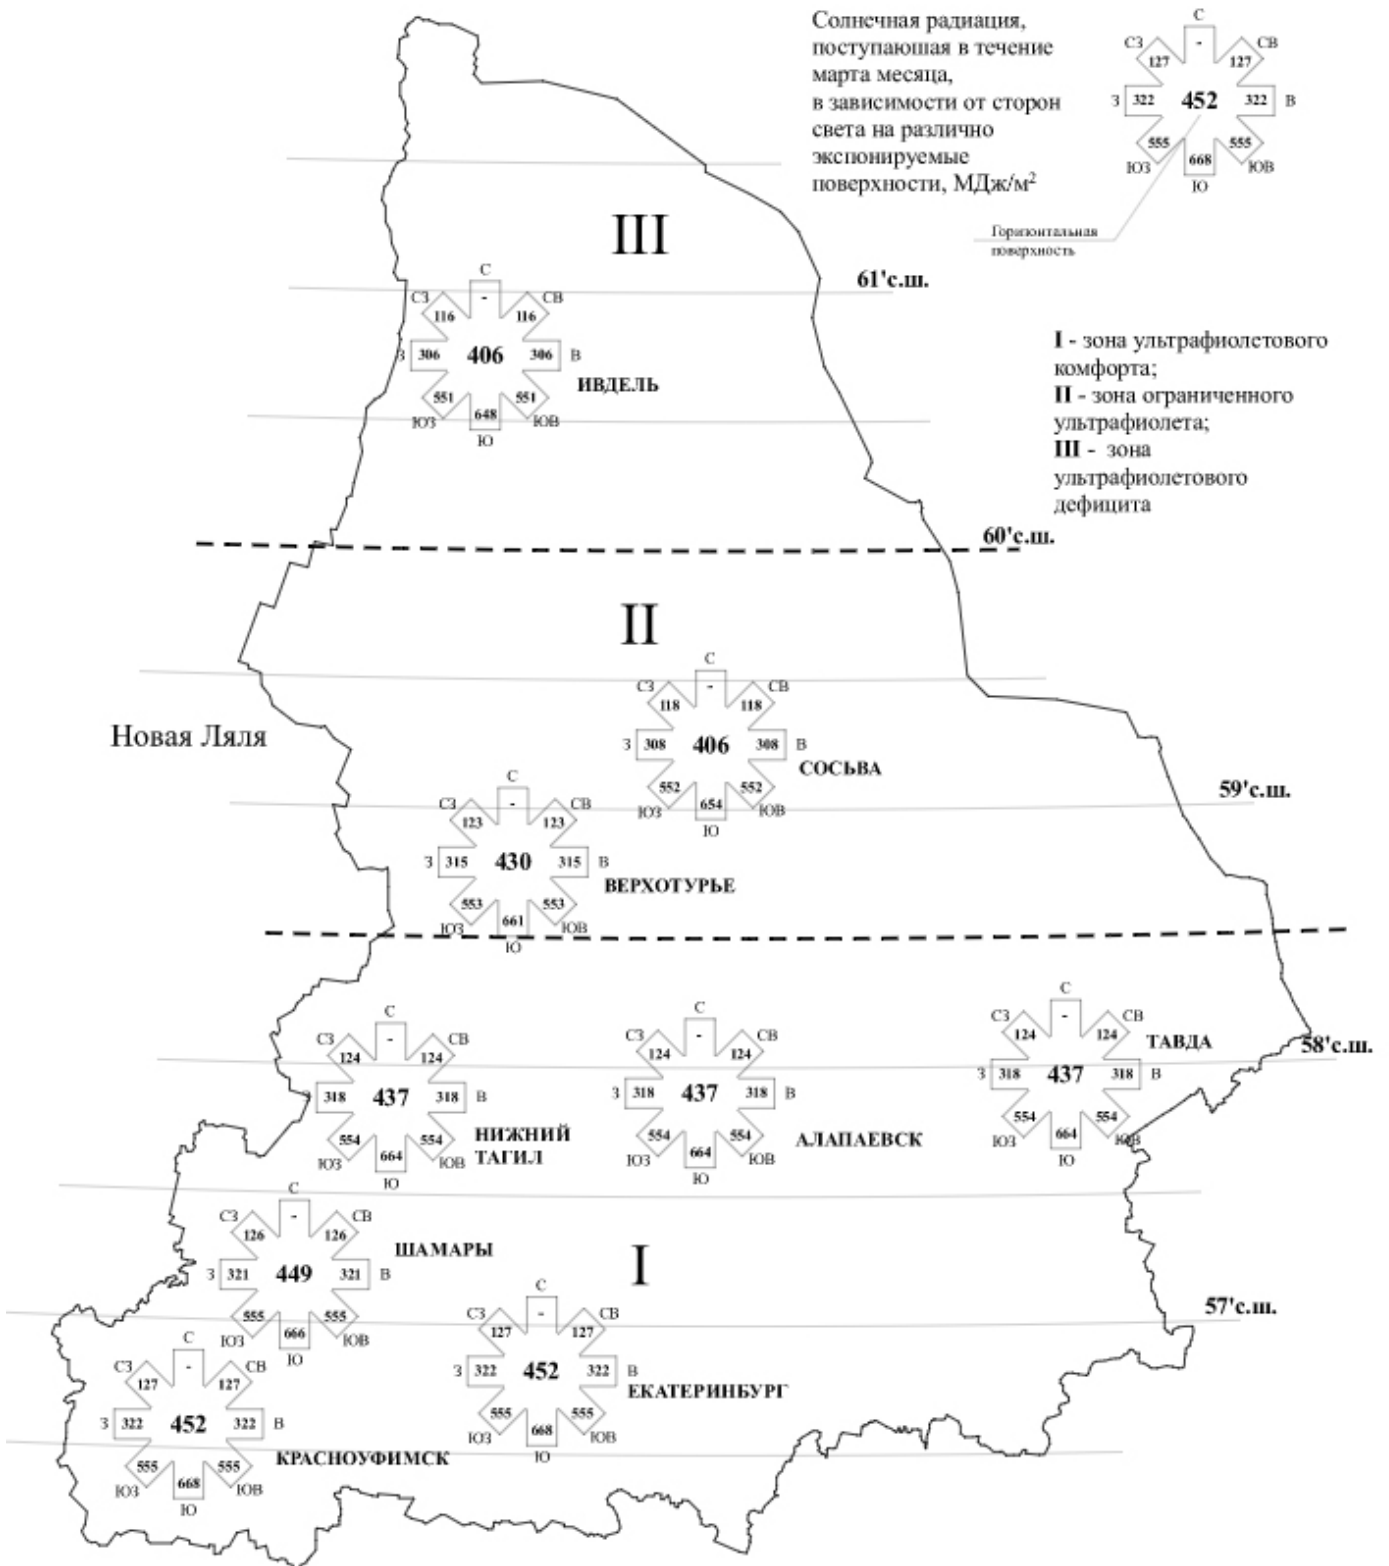 Солнечная радиация,
поступаюшая в течение
марта месяца,
в зависимости от сторон
света на различно
экспонируемые
поверхности, МДж/м²
С
СЗ - СВ
127 127
З 322 452 322 В
555 555
ЮЗ 668 ЮВ
Ю
Горизонтальная
поверхность
III
61'с.ш.
С
СЗ - СВ
116 116
З 306 406 306 В
ИВДЕЛЬ
551 551
ЮЗ 648 ЮВ
Ю
I - зона ультрафиолетового
комфорта;
II - зона ограниченного
ультрафиолета;
III - зона
ультрафиолетового
дефицита
60'с.ш.
II
С
СЗ - СВ
118 118
З 308 406 308 В
СОСЬВА
552 552
ЮЗ 654 ЮВ
Ю
Новая Ляля
59'с.ш.
С
СЗ - СВ
123 123
З 315 430 315 В
ВЕРХОТУРЬЕ
553 553
ЮЗ 661 ЮВ
Ю
С
СЗ - СВ
124 124
З 318 437 318 В
НИЖНИЙ
ТАГИЛ
554 554
ЮЗ 664 ЮВ
Ю
С
СЗ - СВ
124 124
З 318 437 318 В
АЛАПАЕВСК
554 554
ЮЗ 664 ЮВ
Ю
С
СЗ - СВ
124 124
ТАВДА
З 318 437 318 В
554 554
ЮЗ 664 ЮВ
Ю
58'с.ш.
С
СЗ - СВ
126 126
ШАМАРЫ
З 321 449 321 В
555 555
ЮЗ 666 ЮВ
Ю
I
57'с.ш.
С
СЗ - СВ
127 127
З 322 452 322 В
ЕКАТЕРИНБУРГ
555 555
ЮЗ 668 ЮВ
Ю
С
СЗ - СВ
127 127
З 322 452 322 В
КРАСНОУФИМСК
555 555
ЮЗ 668 ЮВ
Ю